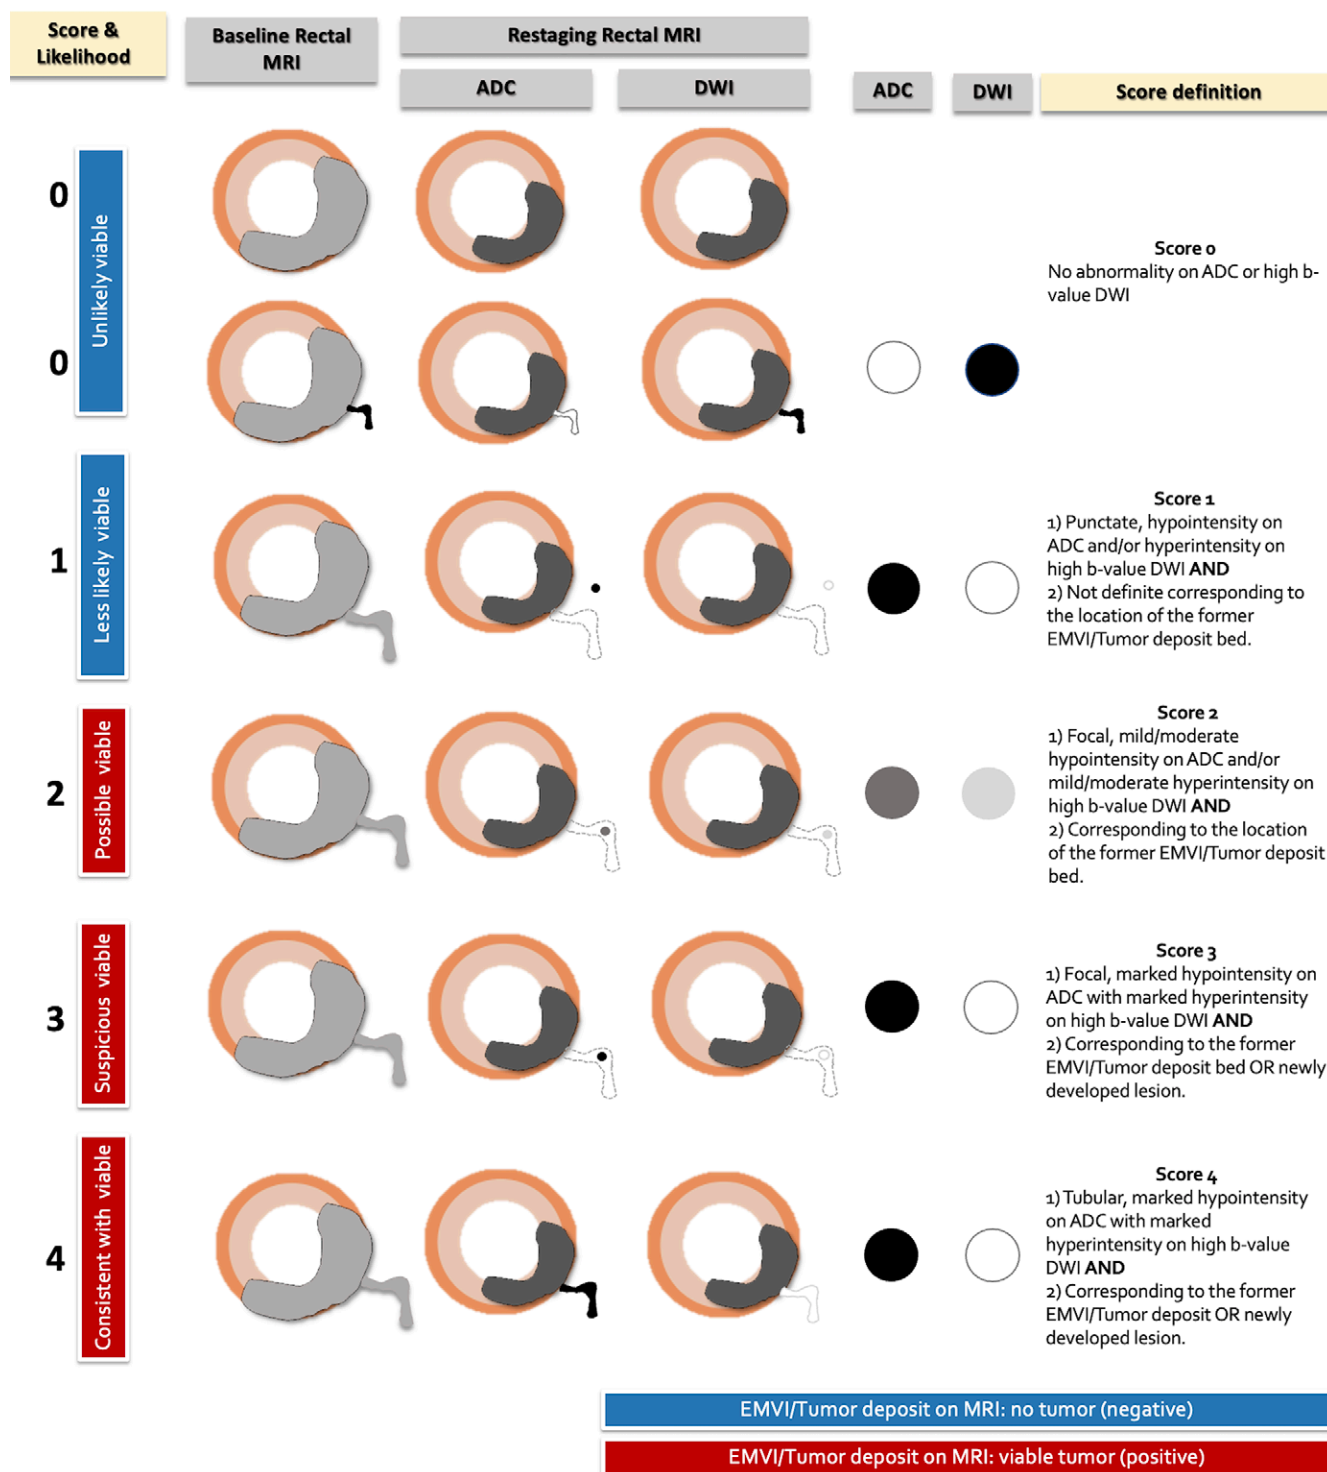 Score &
Likelihood
Baseline Rectal
MRI
Restaging Rectal MRI
ADC
DWI
ADC
DWI
Score definition
0
Unlikely viable
0
Score 0
No abnormality on ADC or high b-
value DWI
1
Less likely viable
Score 1
1) Punctate, hypointensity on
ADC and/or hyperintensity on
high b-value DWI AND
2) Not definite corresponding to
the location of the former
EMVI/Tumor deposit bed.
2
Possible viable
Score 2
1) Focal, mild/moderate
hypointensity on ADC and/or
mild/moderate hyperintensity on
high b-value DWI AND
2) Corresponding to the location
of the former EMVI/Tumor deposit
bed.
3
Suspicious viable
Score 3
1) Focal, marked hypointensity on
ADC with marked hyperintensity
on high b-value DWI AND
2) Corresponding to the former
EMVI/Tumor deposit bed OR newly
developed lesion.
4
Consistent with viable
Score 4
1) Tubular, marked hypointensity
on ADC with marked
hyperintensity on high b-value
DWI AND
2) Corresponding to the former
EMVI/Tumor deposit OR newly
developed lesion.
EMVI/Tumor deposit on MRI: no tumor (negative)
EMVI/Tumor deposit on MRI: viable tumor (positive)